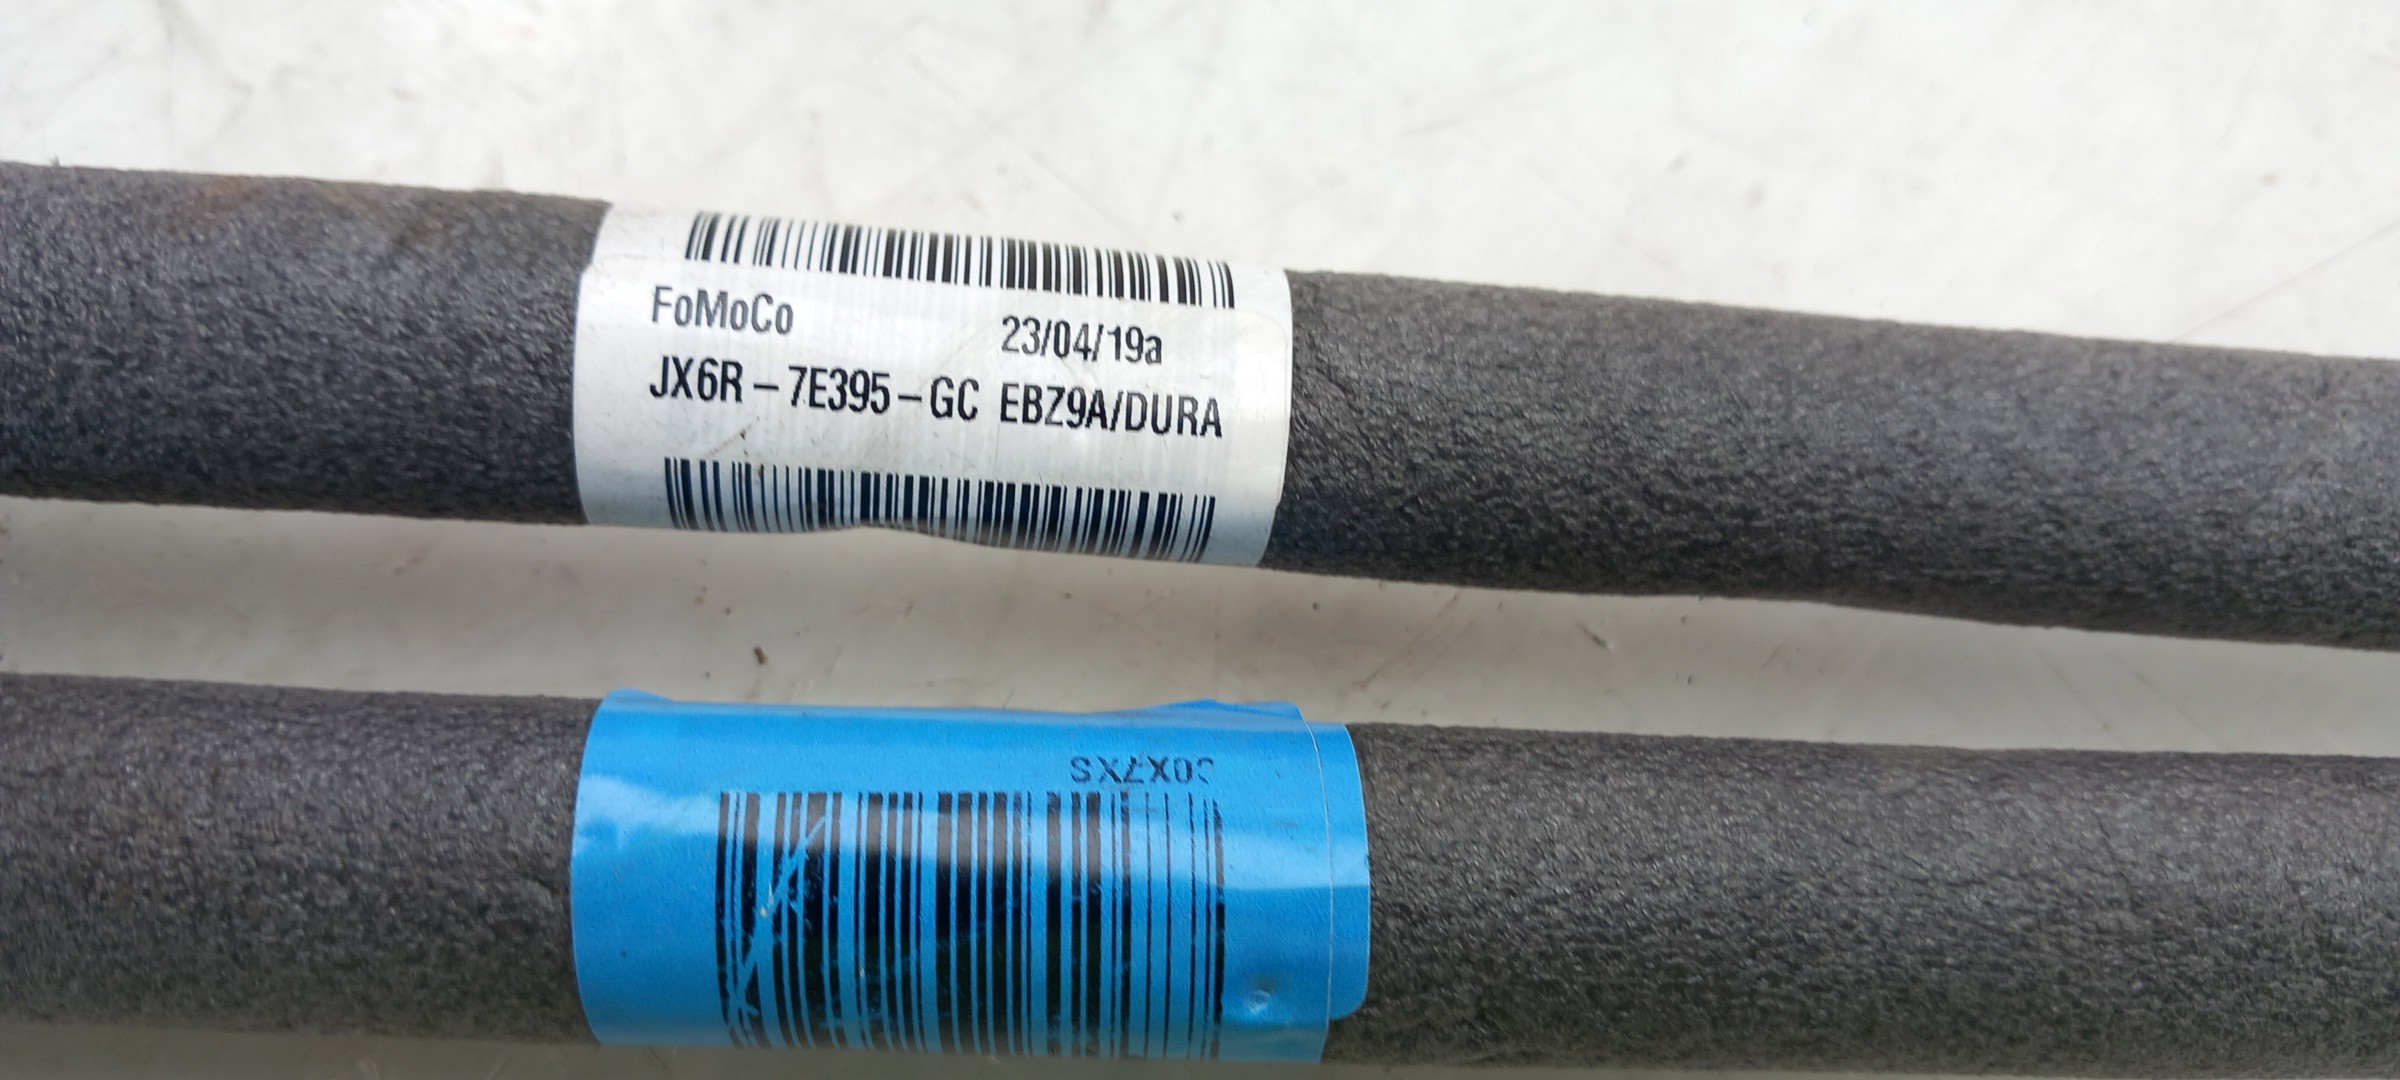 FoMoCo 23/04/19a
JX6R-7E395-GC EBZ9A/DURA